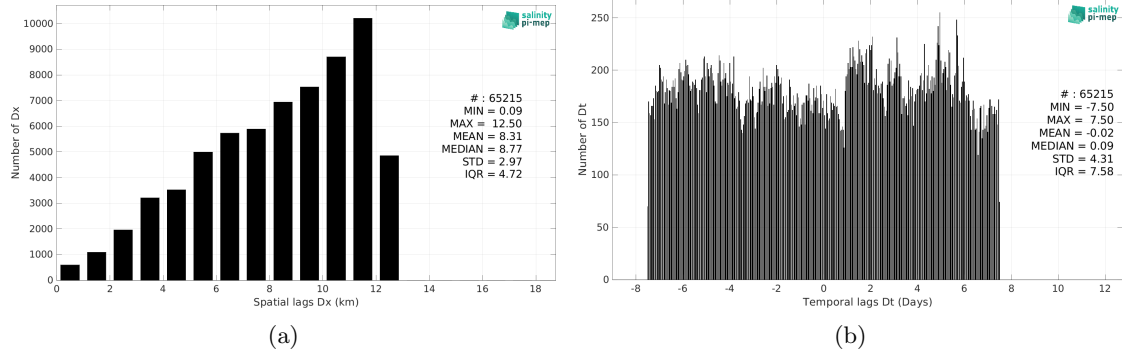 salinity
pi-mep
10000
9000
8000
7000
6000
5000
4000
3000
2000
1000
0
Number of Dx
# : 65215
MIN = 0.09
MAX = 12.50
MEAN = 8.31
MEDIAN = 8.77
STD = 2.97
IQR = 4.72
0 2 4 6 8 10 12 14 16 18
Spatial lags Dx (km)
(a)
salinity
pi-mep
250
200
150
100
50
0
Number of Dt
# : 65215
MIN = -7.50
MAX = 7.50
MEAN = -0.02
MEDIAN = 0.09
STD = 4.31
IQR = 7.58
-8 -6 -4 -2 0 2 4 6 8 10 12
Temporal lags Dt (Days)
(b)